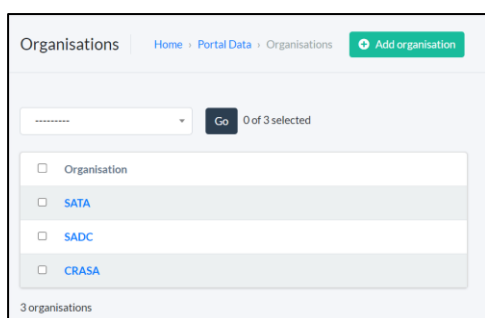 Organisations Home › Portal Data › Organisations Add organisation
--------- Go 0 of 3 selected
Organisation
SATA
SADC
CRASA
3 organisations